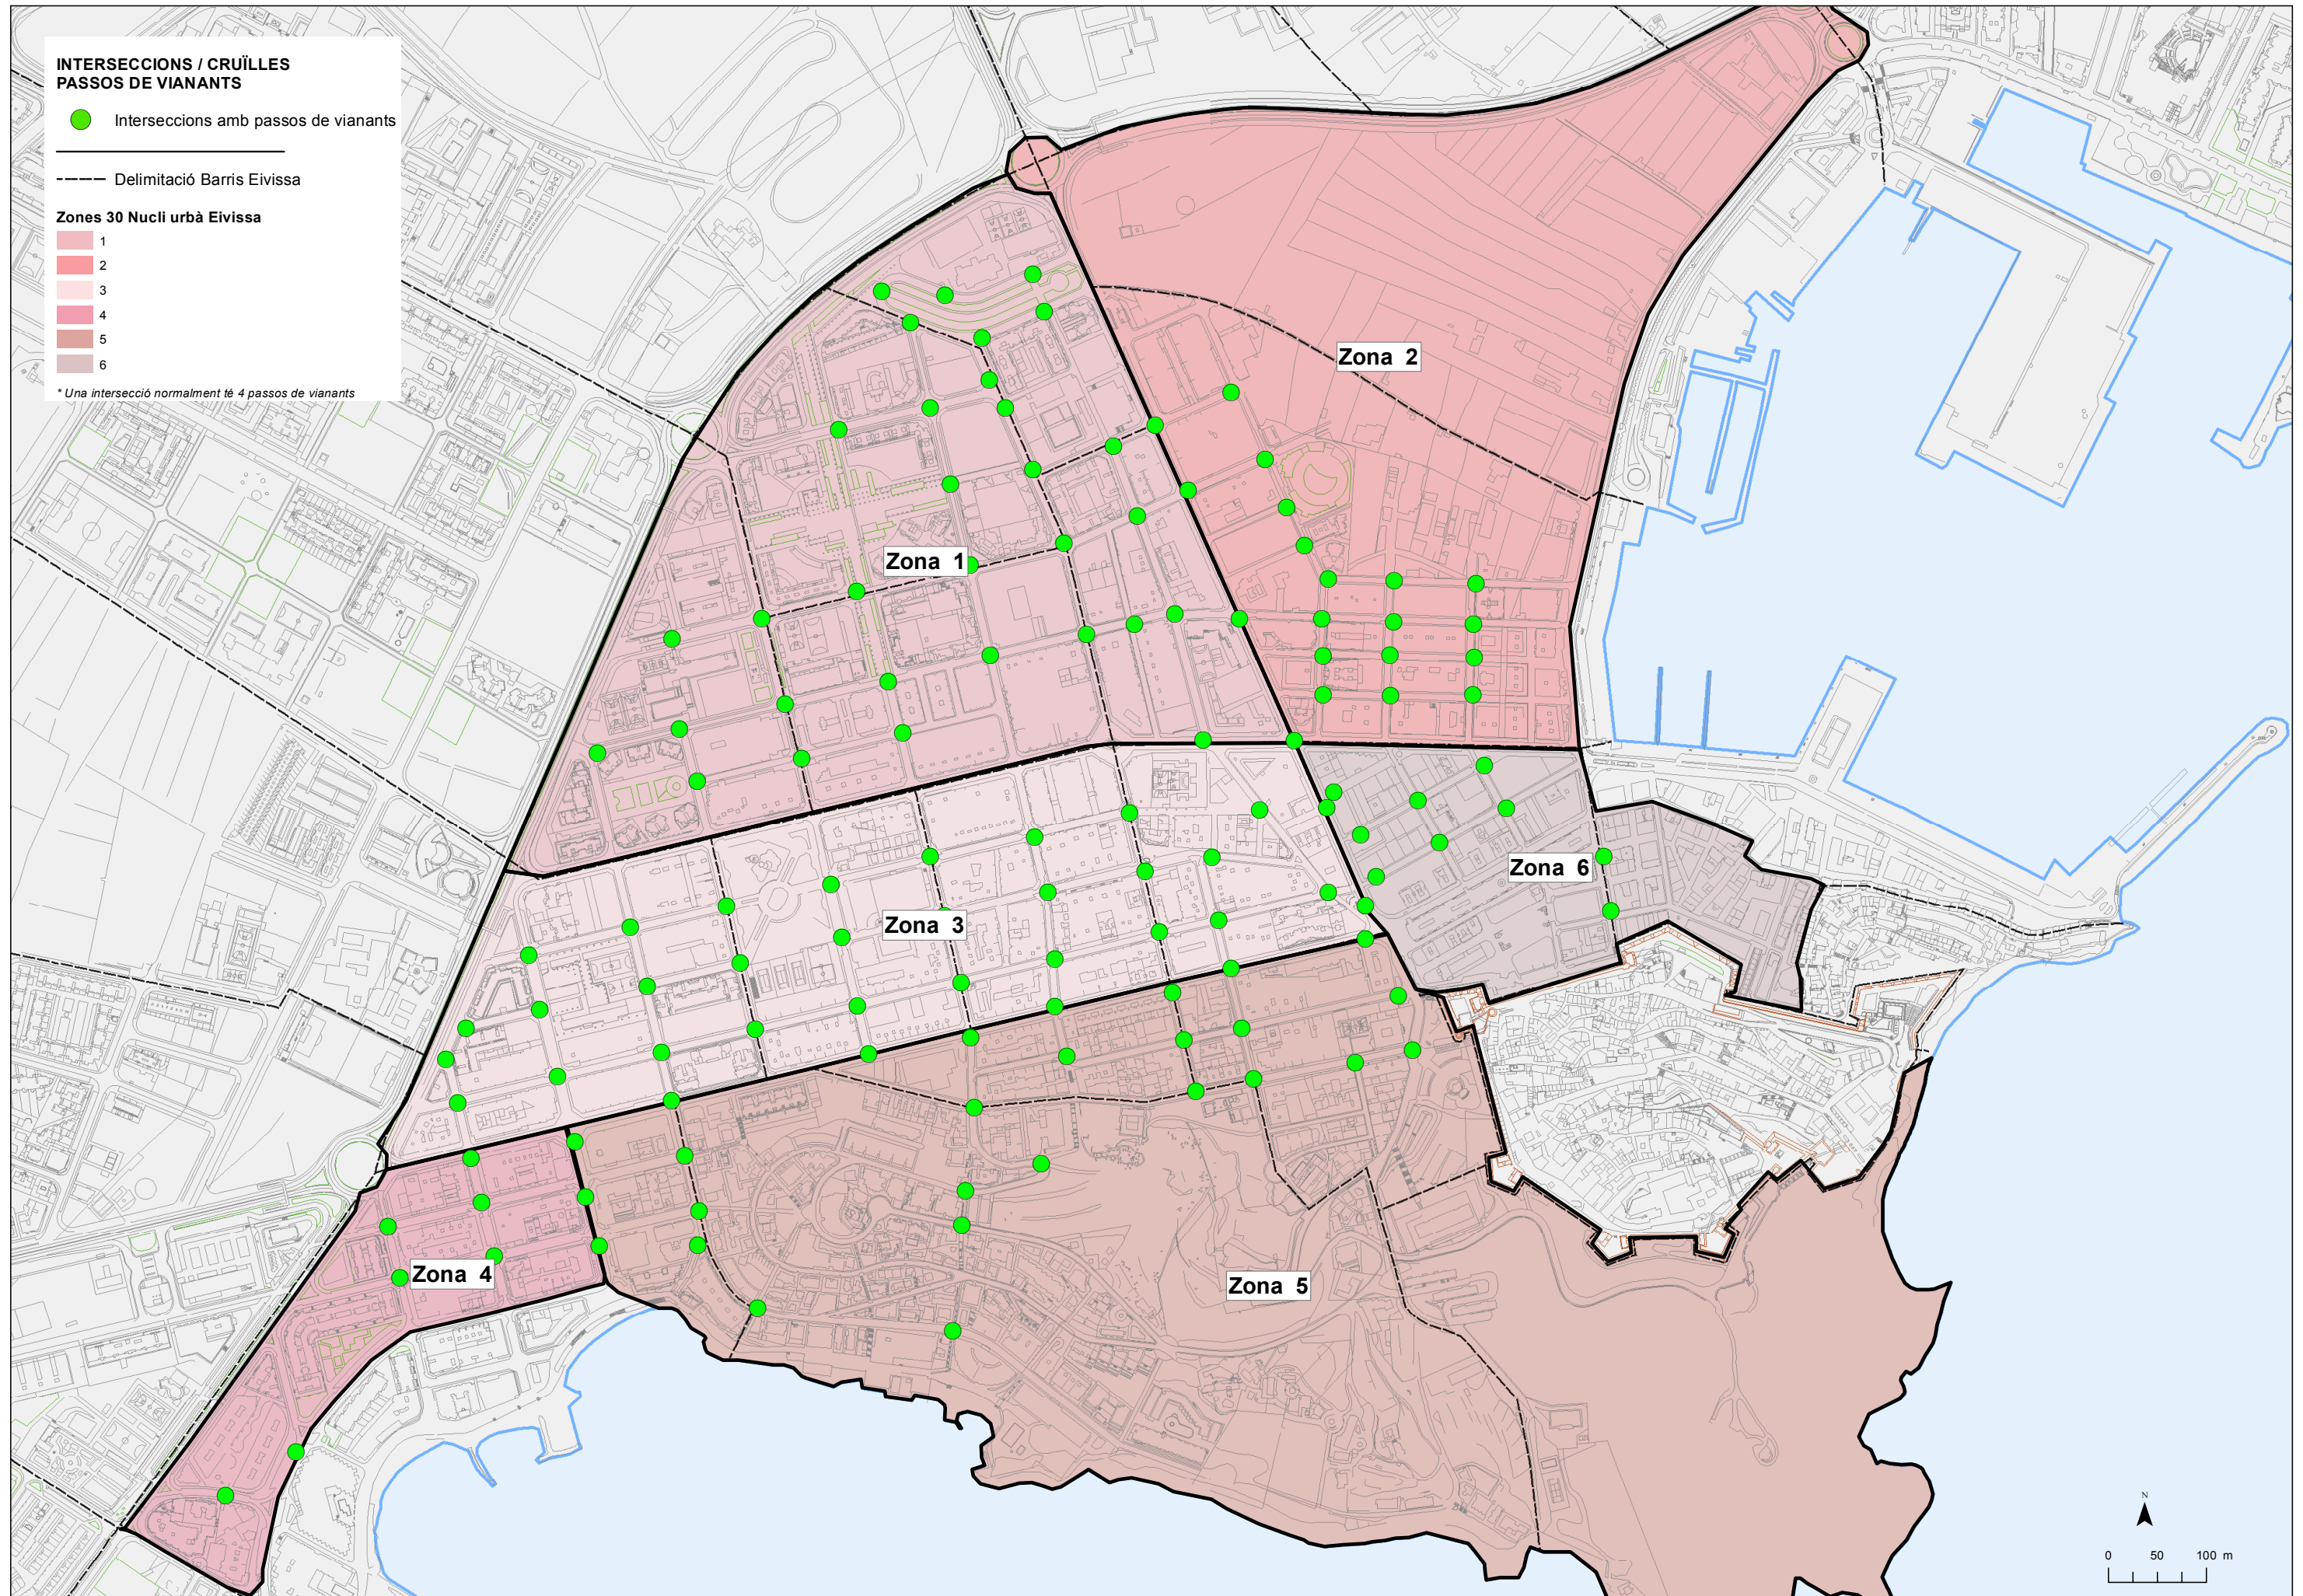 INTERSECCIONS / CRUÏLLES
PASSOS DE VIANANTS
Interseccions amb passos de vianants
Delimitació Barris Eivissa
Zones 30 Nucli urbà Eivissa
1
2
3
4
5
6
* Una intersecció normalment té 4 passos de vianants
Zona 2
Zona 1
Zona 6
Zona 3
Zona 4
Zona 5
N
0 50 100 m